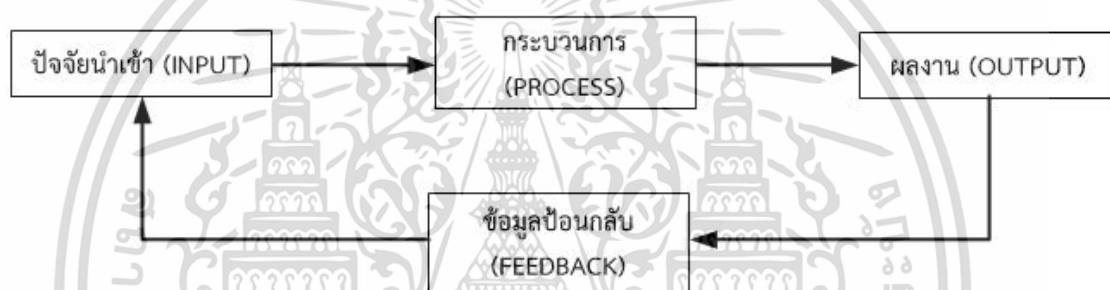 ปัจจัยนำเข้า (INPUT)
กระบวนการ
(PROCESS)
ผลงาน (OUTPUT)
ข้อมูลป้อนกลับ
(FEEDBACK)